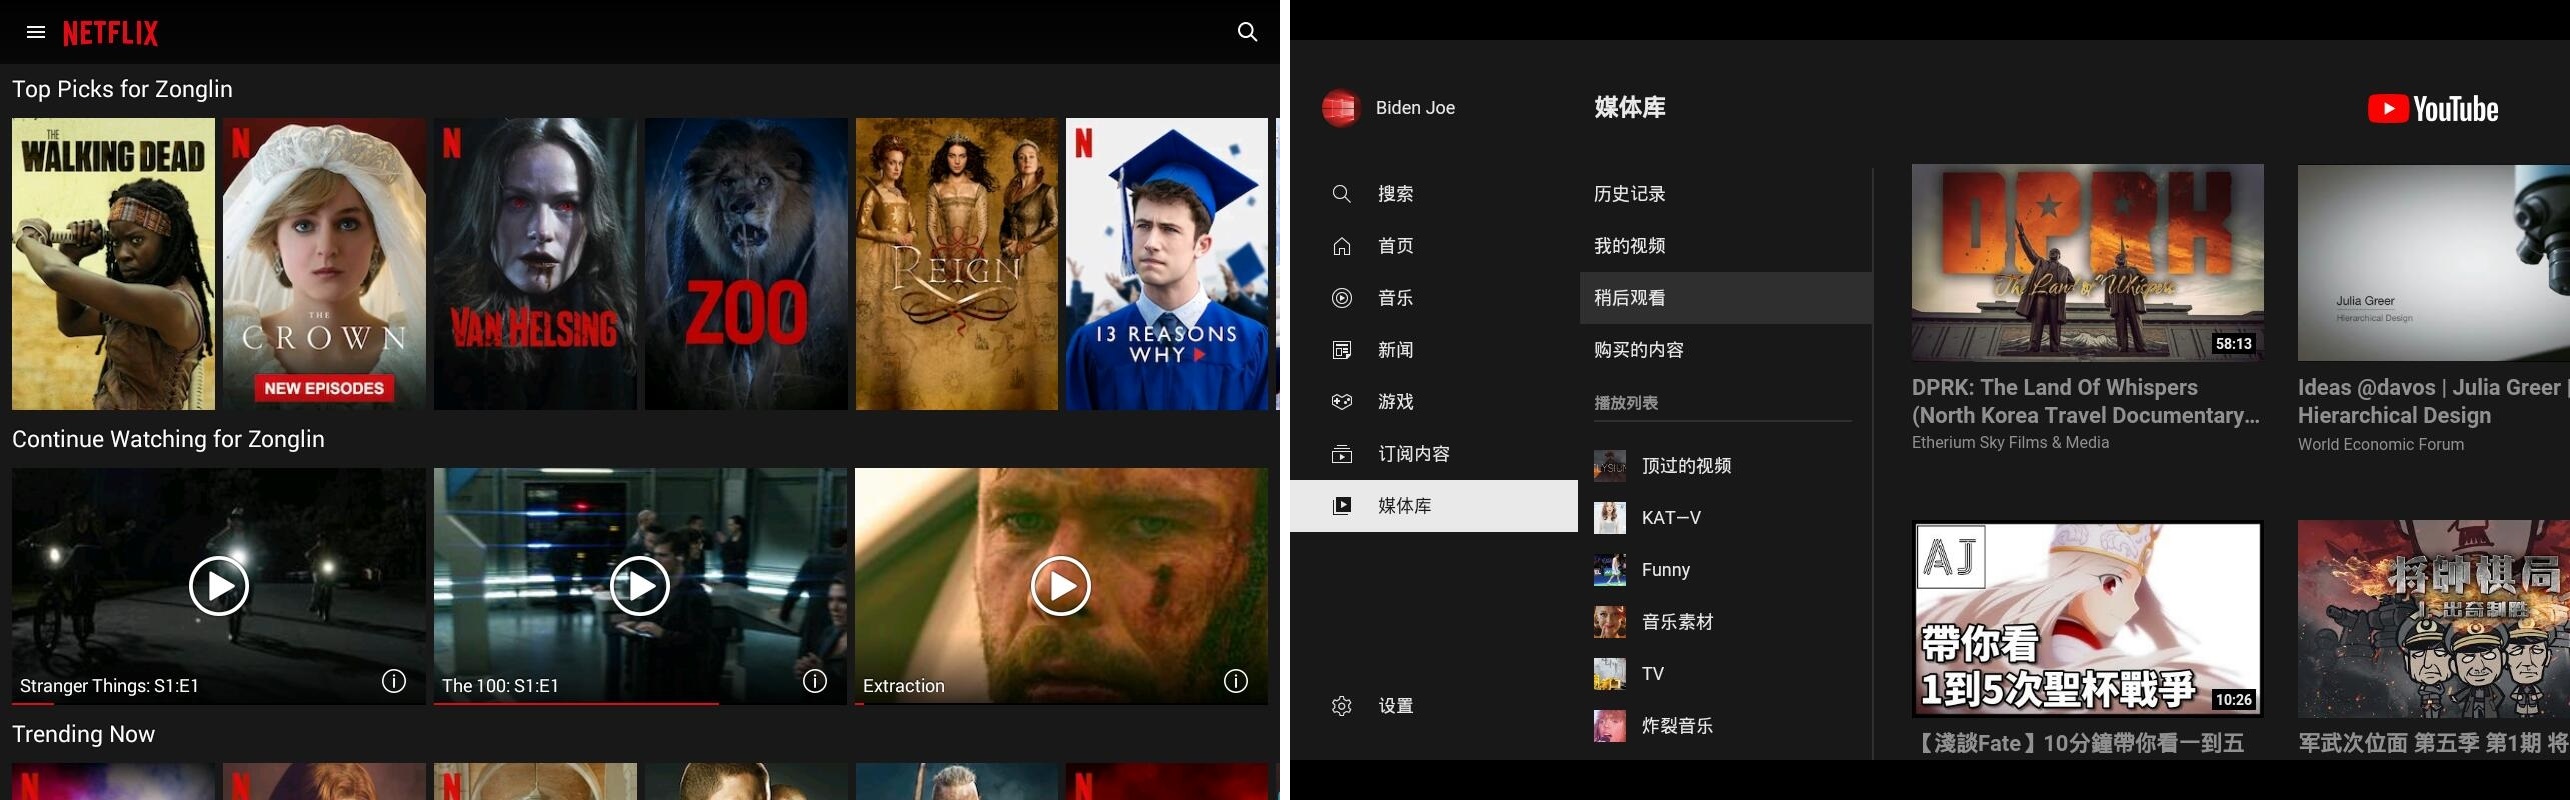 NETFLIX
Top Picks for Zonglin
THE
WALKING DEAD
N
THE
CROWN
NEW EPISODES
N
VAN HELSING
ZOO
REIGN
N
13 REASONS
WHY
Continue Watching for Zonglin
Stranger Things: S1:E1
The 100: S1:E1
Extraction
Trending Now
N
N
N
N
Biden Joe
搜索
首页
音乐
新闻
游戏
订阅内容
媒体库
设置
媒体库
历史记录
我的视频
稍后观看
购买的内容
播放列表
顶过的视频
KAT—V
Funny
音乐素材
TV
炸裂音乐
YouTube
DPRK
The Land of Whispers
58:13
DPRK: The Land Of Whispers
(North Korea Travel Documentary...
Etherium Sky Films & Media
Julia Greer
Hierarchical Design
Ideas @davos | Julia Greer |
Hierarchical Design
World Economic Forum
AJ
帶你看
1到5次聖杯戰爭
10:26
【淺談Fate】10分鐘帶你看一到五
将帥棋局
1.出奇制胜
军武次位面 第五季 第1期 将